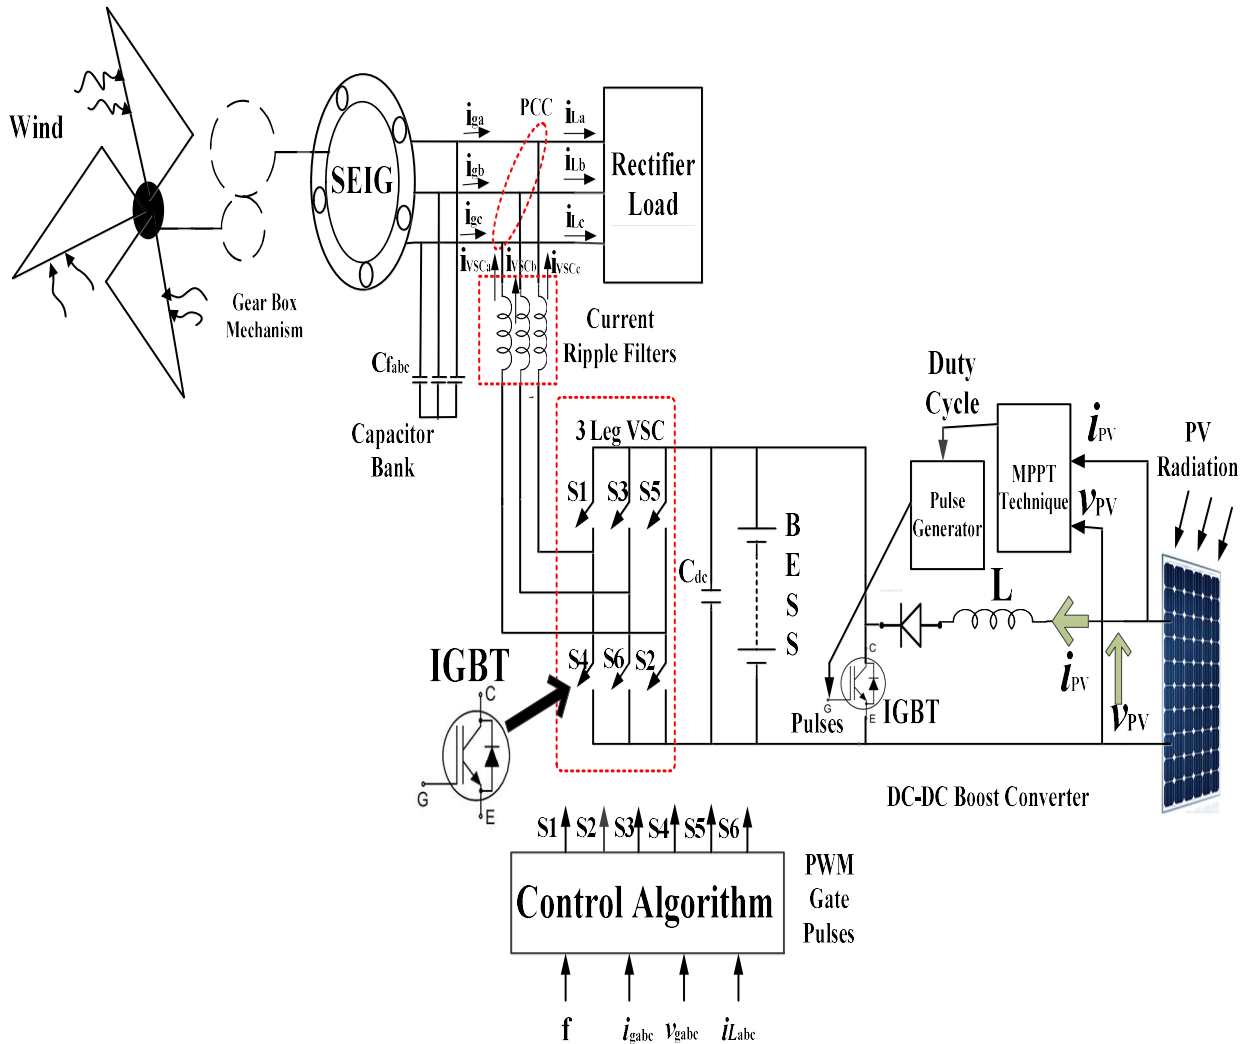 Wind
SEIG
Gear Box
Mechanism
PCC
iga
igb
igc
iLa
iLb
iLc
Rectifier
Load
iVSCa
iVSCb
iVSCc
Current
Ripple Filters
Cfabc
Capacitor
Bank
3 Leg VSC
S1
S3
S5
S4
S6
S2
IGBT
C
G
E
Cdc
B
E
S
S
Duty
Cycle
Pulse
Generator
MPPT
Technique
iPV
vPV
PV
Radiation
L
iPV
vPV
C
G
E
Pulses
IGBT
DC-DC Boost Converter
S1
S2
S3
S4
S5
S6
Control Algorithm
PWM
Gate
Pulses
f
igabc
vgabc
iLabc